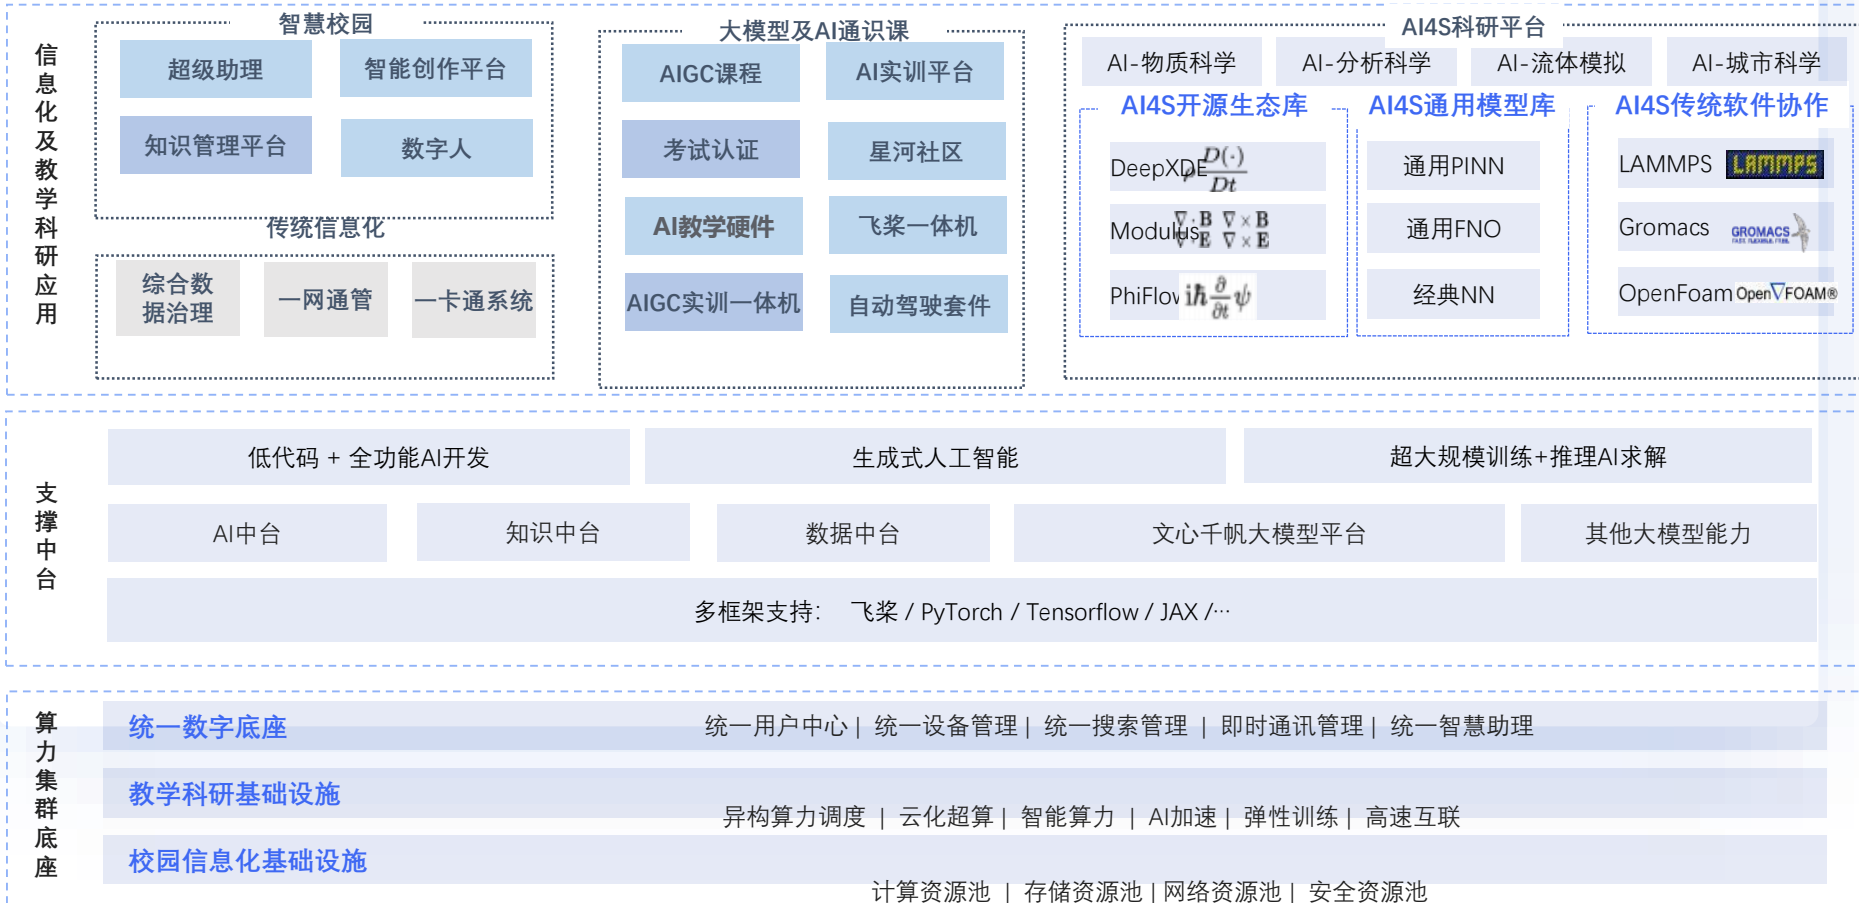 信息化及教学科研应用
智慧校园
超级助理
智能创作平台
知识管理平台
数字人
传统信息化
综合数
据治理
一网通管
一卡通系统
大模型及AI通识课
AIGC课程
AI实训平台
考试认证
星河社区
AI教学硬件
飞桨一体机
AIGC实训一体机
自动驾驶套件
AI4S科研平台
AI-物质科学
AI-分析科学
AI-流体模拟
AI-城市科学
AI4S开源生态库
DeepXDE
D(·)
Dt
Modulus
∇·B ∇×B
∇·E ∇×E
PhiFlow
iℏ ∂/∂t ψ
AI4S通用模型库
通用PINN
通用FNO
经典NN
AI4S传统软件协作
LAMMPS LAMMPS
Gromacs GROMACS
FAST. FLEXIBLE. FREE.
OpenFoam Open∇FOAM®
支撑中台
低代码 + 全功能AI开发
生成式人工智能
超大规模训练+推理AI求解
AI中台
知识中台
数据中台
文心千帆大模型平台
其他大模型能力
多框架支持： 飞桨 / PyTorch / Tensorflow / JAX /···
算力集群底座
统一数字底座
统一用户中心 | 统一设备管理 | 统一搜索管理 | 即时通讯管理 | 统一智慧助理
教学科研基础设施
异构算力调度 | 云化超算 | 智能算力 | AI加速 | 弹性训练 | 高速互联
校园信息化基础设施
计算资源池 | 存储资源池 | 网络资源池 | 安全资源池